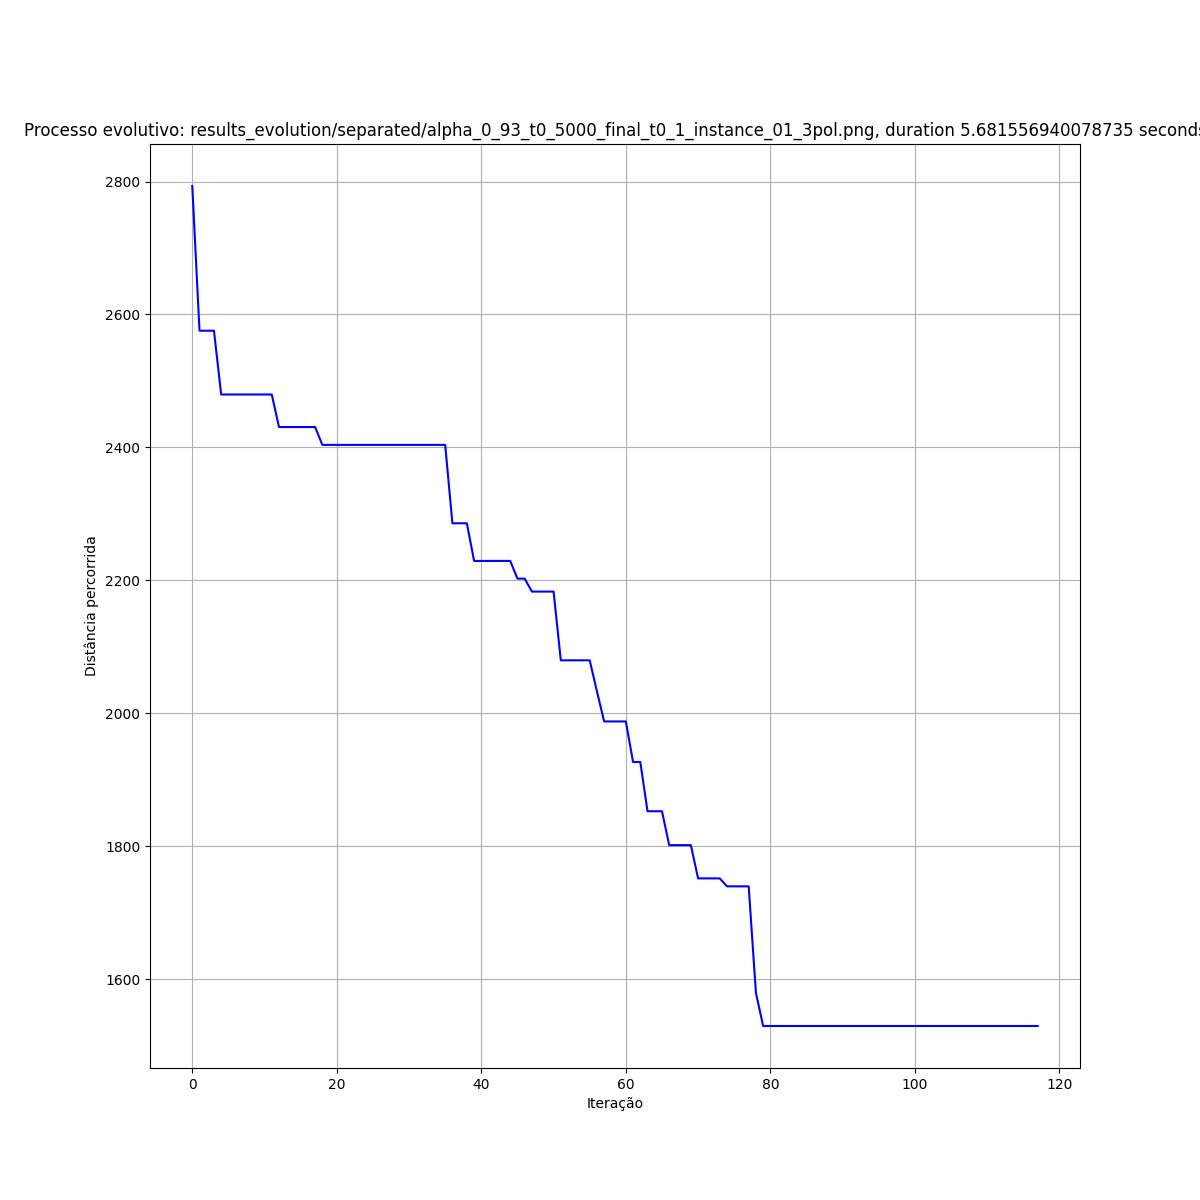 Processo evolutivo: results_evolution/separated/alpha_0_93_t0_5000_final_t0_1_instance_01_3pol.png, duration 5.681556940078735 seconds
2800
2600
2400
2200
2000
1800
1600
Distância percorrida
0 20 40 60 80 100 120
Iteração